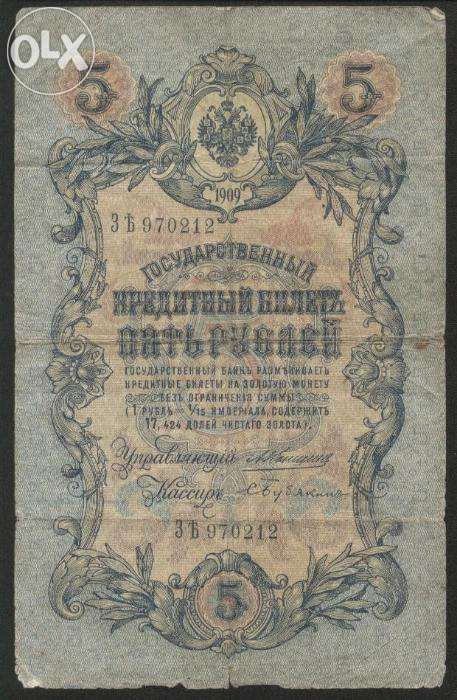 OLX
5 5
1909
ЗѢ 970212
ГОСУДАРСТВЕННЫЙ
КРЕДИТНЫЙ БИЛЕТЪ
ПЯТЬ РУБЛЕЙ
ГОСУДАРСТВЕННЫЙ БАНКЪ РАЗМѢНИВАЕТЪ
КРЕДИТНЫЕ БИЛЕТЫ НА ЗОЛОТУЮ МОНЕТУ
БЕЗЪ ОГРАНИЧЕНІЯ СУММЫ
(1 РУБЛЬ = 1/15 ИМПЕРІАЛА, СОДЕРЖИТЪ
17,424 ДОЛЕЙ ЧИСТАГО ЗОЛОТА).
Управляющій
Кассиръ С Бубякинъ
ЗѢ 970212
5